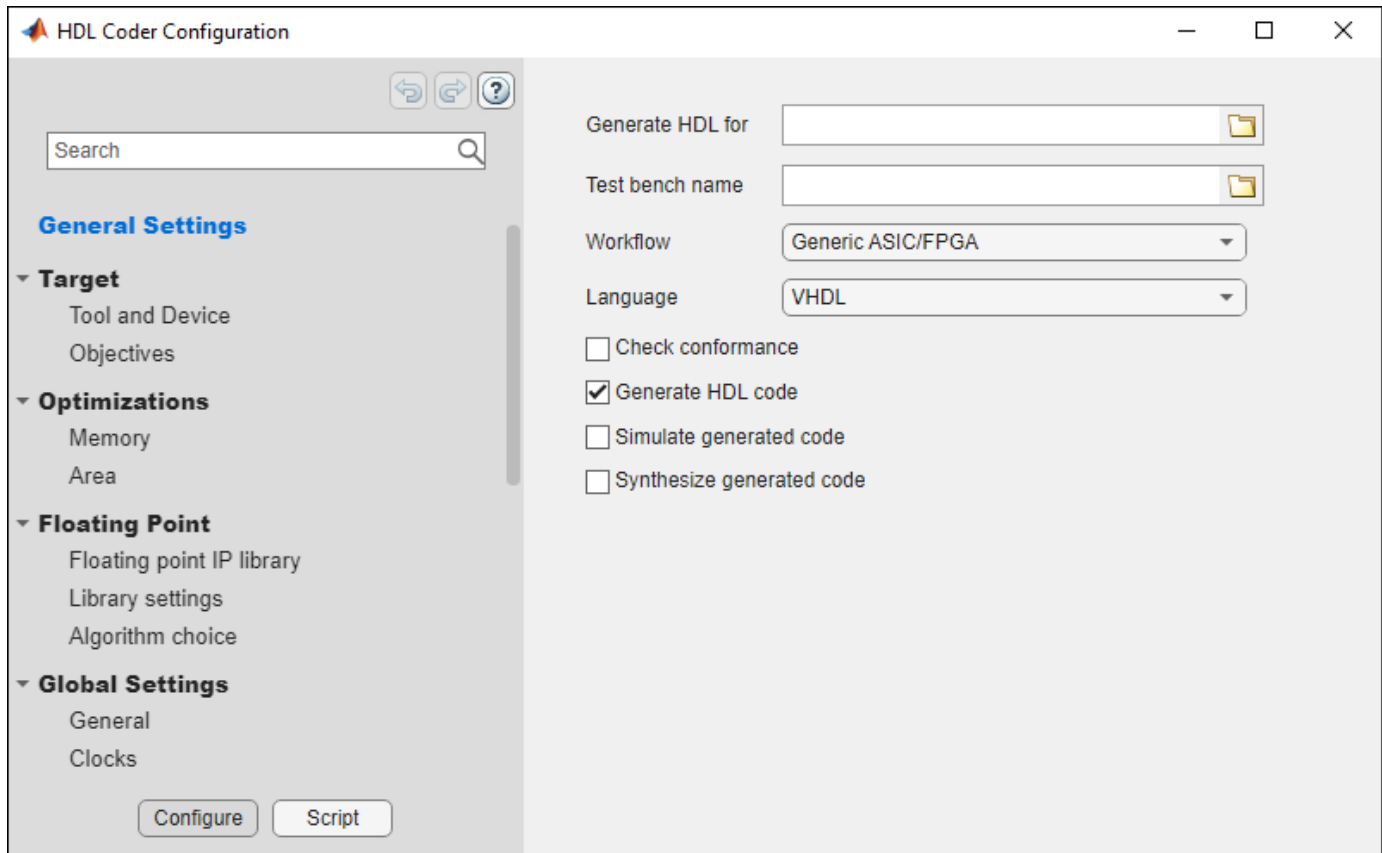 HDL Coder Configuration
Search
General Settings
Target
Tool and Device
Objectives
Optimizations
Memory
Area
Floating Point
Floating point IP library
Library settings
Algorithm choice
Global Settings
General
Clocks
Configure Script
Generate HDL for
Test bench name
Workflow Generic ASIC/FPGA
Language VHDL
Check conformance
Generate HDL code
Simulate generated code
Synthesize generated code